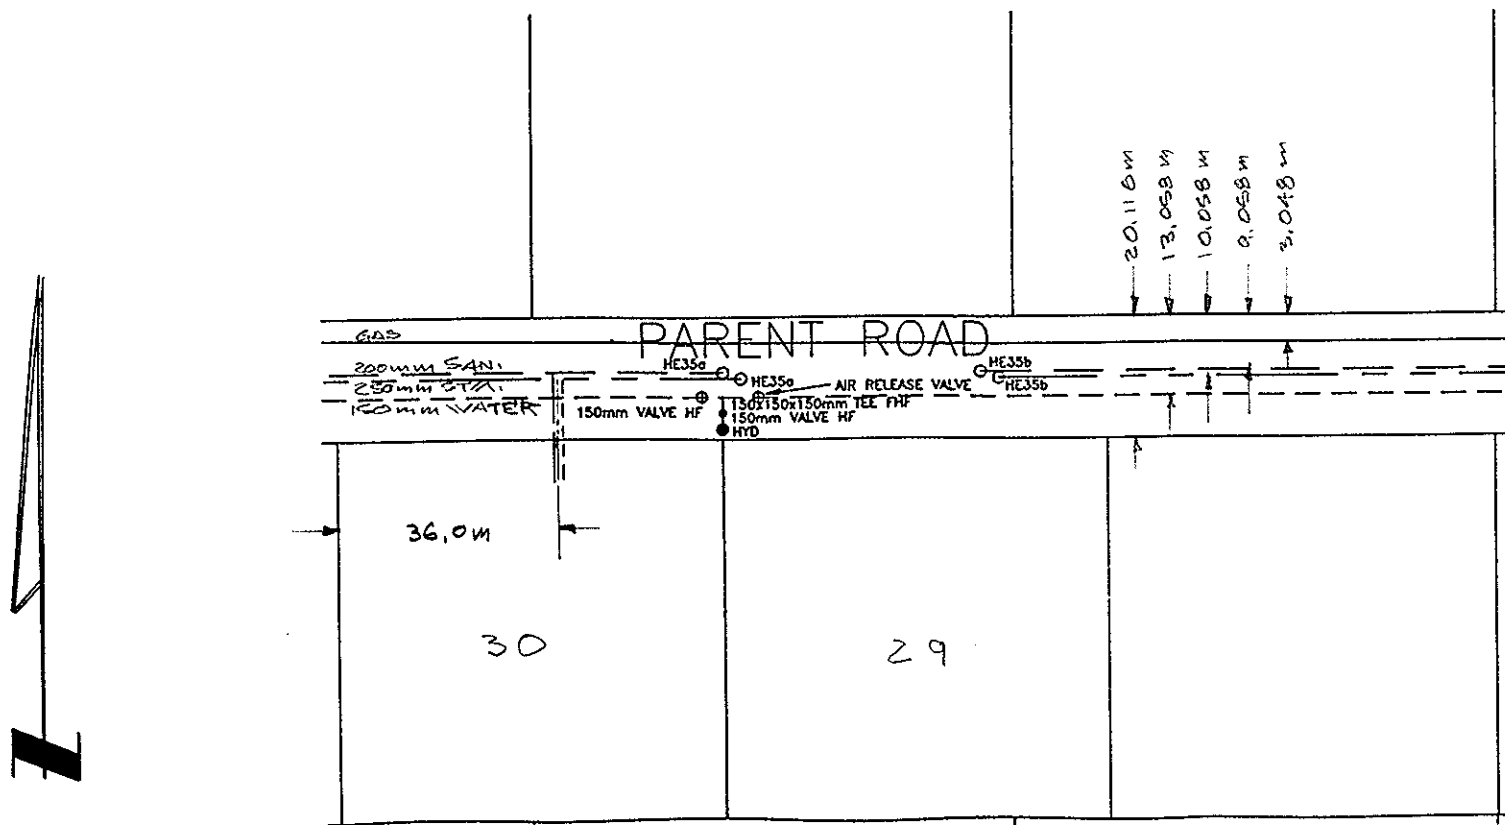 20.116m
13.058m
10.058m
9.058m
3.048m
GAS
PARENT ROAD
200mm SAN.
HE35a
HE35b
250mm STM.
HE35a
AIR RELEASE VALVE
HE35b
150mm WATER
150mm VALVE HF
150x150x150mm TEE FHF
150mm VALVE HF
HYD
36.0m
30
29
N